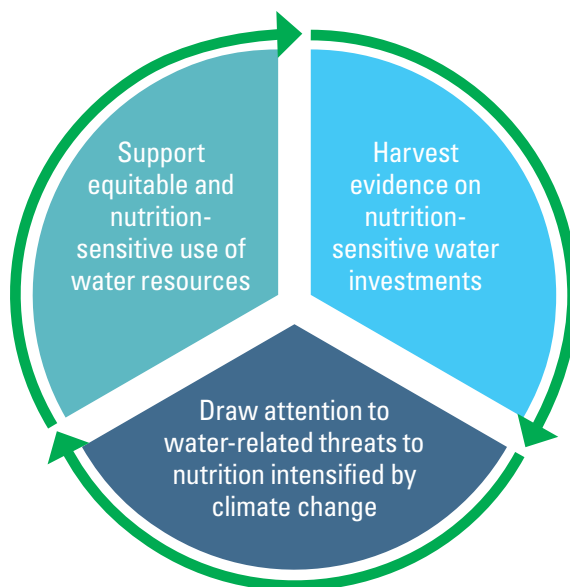 Support
equitable and
nutrition-
sensitive use of
water resources
Harvest
evidence on
nutrition-
sensitive water
investments
Draw attention to
water-related threats to
nutrition intensified by
climate change